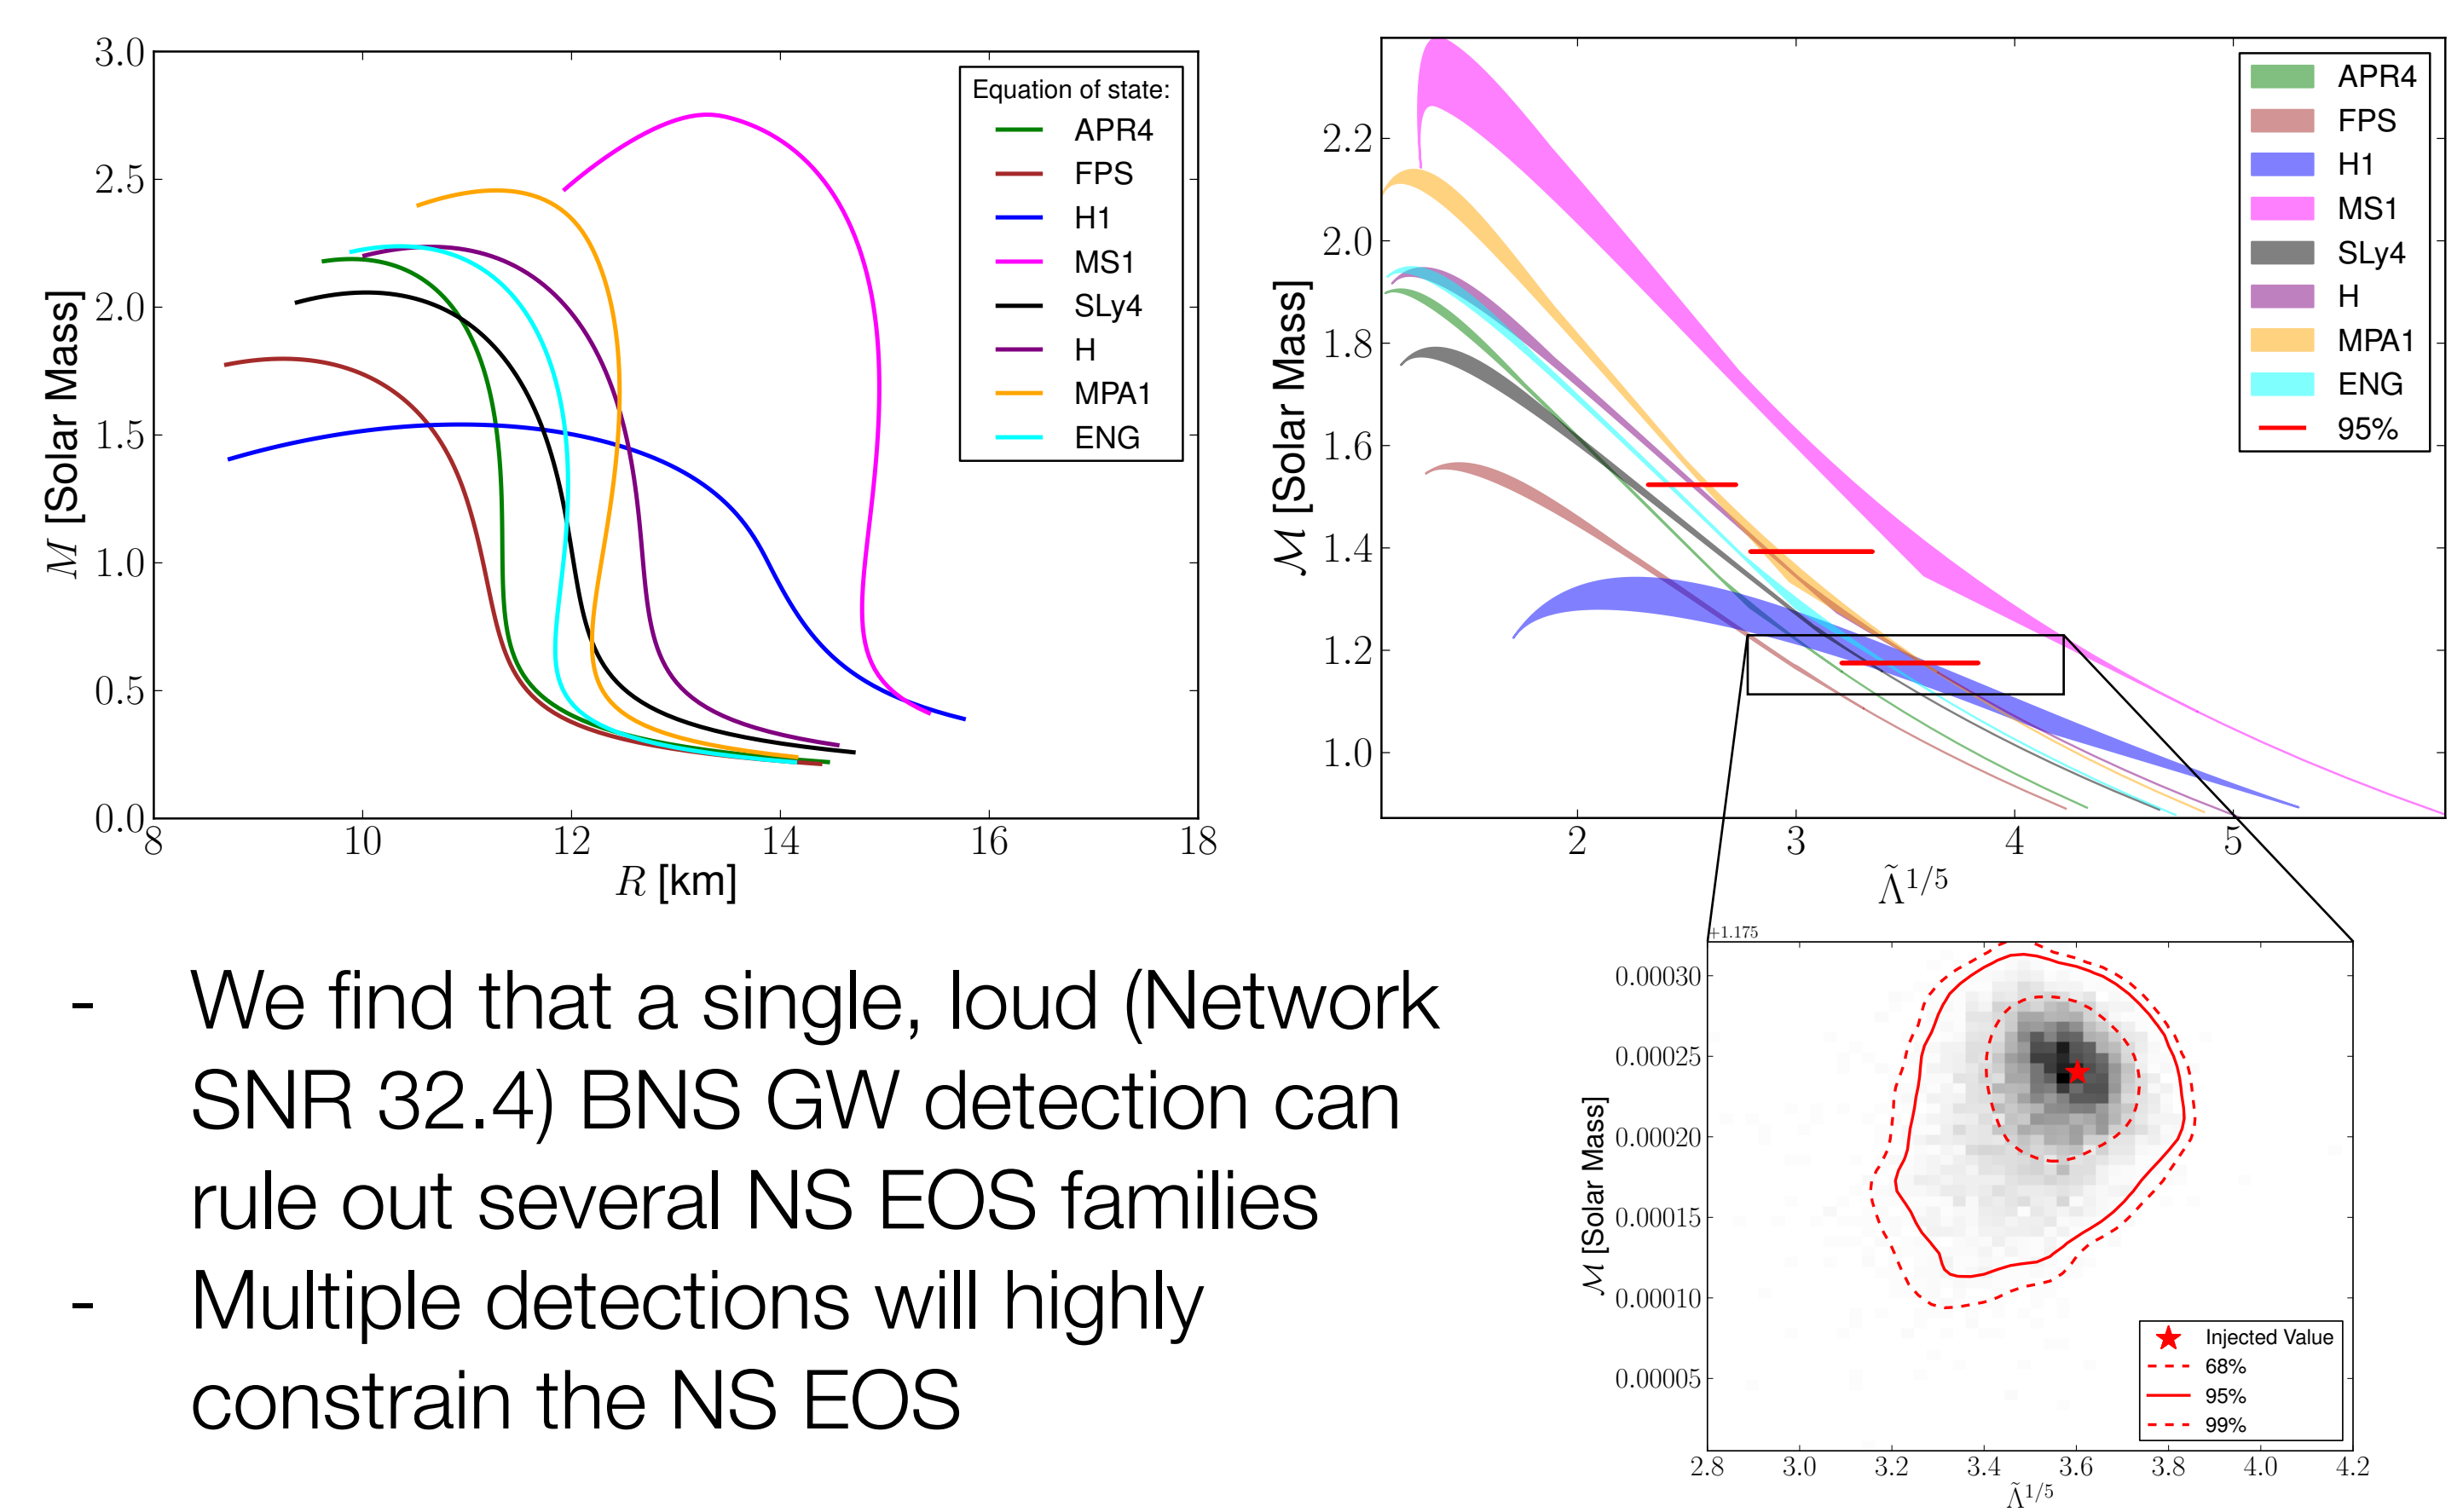 3.0
2.5
2.0
1.5
1.0
0.5
0.0
8
10
12
14
16
18
M [Solar Mass]
R [km]
Equation of state:
APR4
FPS
H1
MS1
SLy4
H
MPA1
ENG
2.2
2.0
1.8
1.6
1.4
1.2
1.0
2
3
4
5
ℳ [Solar Mass]
Λ̃^1/5
APR4
FPS
H1
MS1
SLy4
H
MPA1
ENG
95%
- We find that a single, loud (Network
SNR 32.4) BNS GW detection can
rule out several NS EOS families
- Multiple detections will highly
constrain the NS EOS
+1.175
0.00030
0.00025
0.00020
0.00015
0.00010
0.00005
2.8
3.0
3.2
3.4
3.6
3.8
4.0
4.2
ℳ [Solar Mass]
Λ̃^1/5
Injected Value
68%
95%
99%